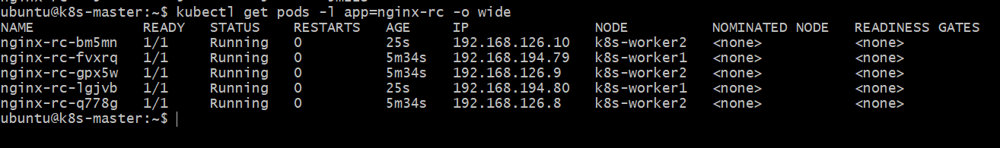 ubuntu@k8s-master:~$ kubectl get pods -l app=nginx-rc -o wide
NAME READY STATUS RESTARTS AGE IP NODE NOMINATED NODE READINESS GATES
nginx-rc-bm5mn 1/1 Running 0 25s 192.168.126.10 k8s-worker2 <none> <none>
nginx-rc-fvxrq 1/1 Running 0 5m34s 192.168.194.79 k8s-worker1 <none> <none>
nginx-rc-gpx5w 1/1 Running 0 5m34s 192.168.126.9 k8s-worker2 <none> <none>
nginx-rc-lgjvb 1/1 Running 0 25s 192.168.194.80 k8s-worker1 <none> <none>
nginx-rc-q778g 1/1 Running 0 5m34s 192.168.126.8 k8s-worker2 <none> <none>
ubuntu@k8s-master:~$